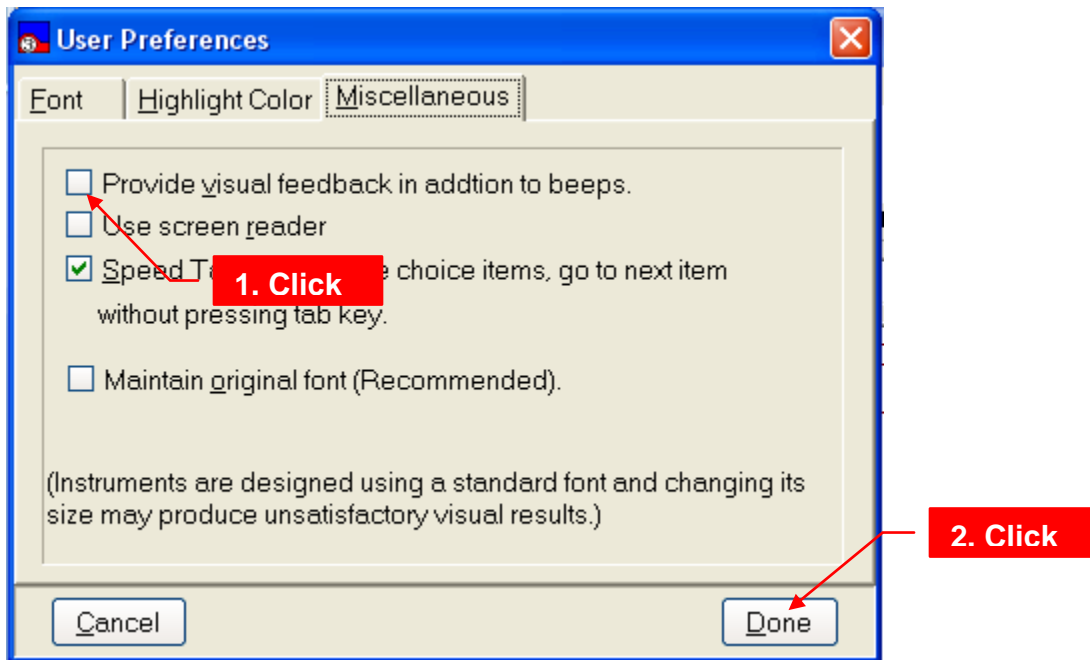 User Preferences
Font Highlight Color Miscellaneous
Provide visual feedback in addtion to beeps.
Use screen reader
Speed T e choice items, go to next item
1. Click
without pressing tab key.
Maintain original font (Recommended).
(Instruments are designed using a standard font and changing its
size may produce unsatisfactory visual results.)
2. Click
Cancel Done